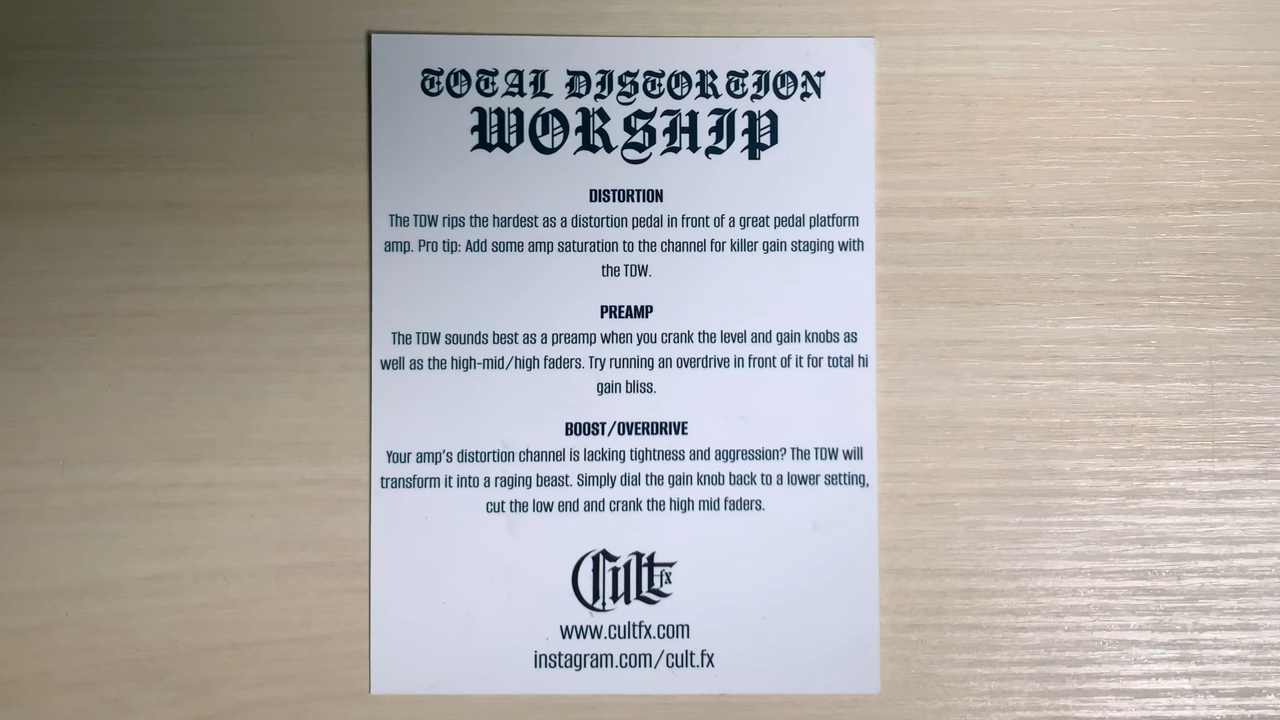 TOTAL DISTORTION
WORSHIP
DISTORTION
The TDW rips the hardest as a distortion pedal in front of a great pedal platform
amp. Pro tip: Add some amp saturation to the channel for killer gain staging with
the TDW.
PREAMP
The TDW sounds best as a preamp when you crank the level and gain knobs as
well as the high-mid/high faders. Try running an overdrive in front of it for total hi
gain bliss.
BOOST/OVERDRIVE
Your amp's distortion channel is lacking tightness and aggression? The TDW will
transform it into a raging beast. Simply dial the gain knob back to a lower setting,
cut the low end and crank the high mid faders.
Cult fx
www.cultfx.com
instagram.com/cult.fx